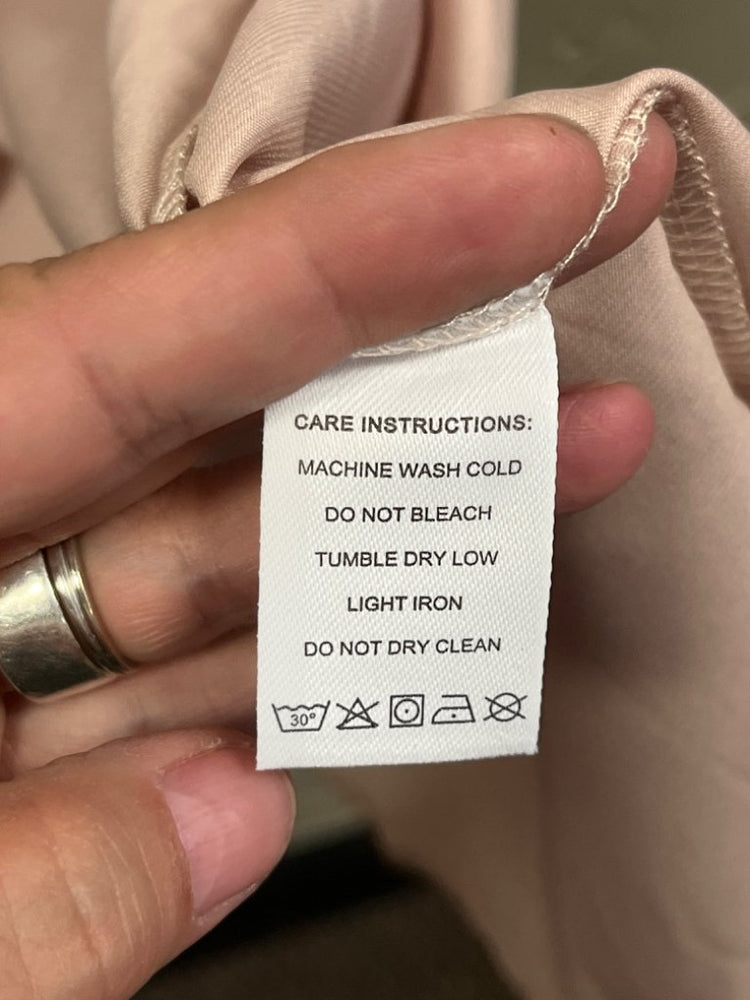 CARE INSTRUCTIONS:
MACHINE WASH COLD
DO NOT BLEACH
TUMBLE DRY LOW
LIGHT IRON
DO NOT DRY CLEAN
30°